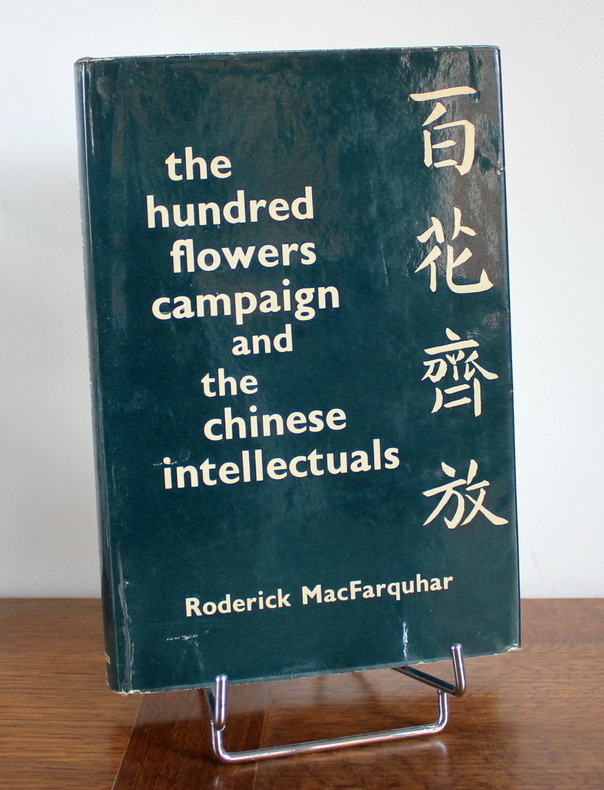 the
hundred
flowers
campaign
and
the
chinese
intellectuals
百花齊放
Roderick MacFarquhar